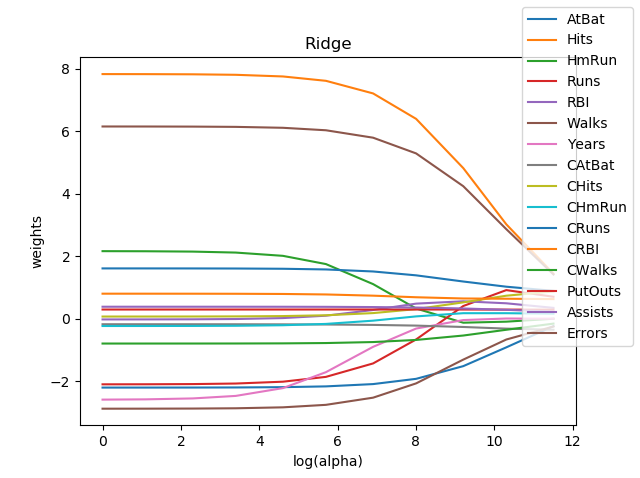 Ridge
AtBat
Hits
HmRun
Runs
RBI
Walks
Years
CAtBat
CHits
CHmRun
CRuns
CRBI
CWalks
PutOuts
Assists
Errors
weights
8
6
4
2
0
−2
0 2 4 6 8 10 12
log(alpha)